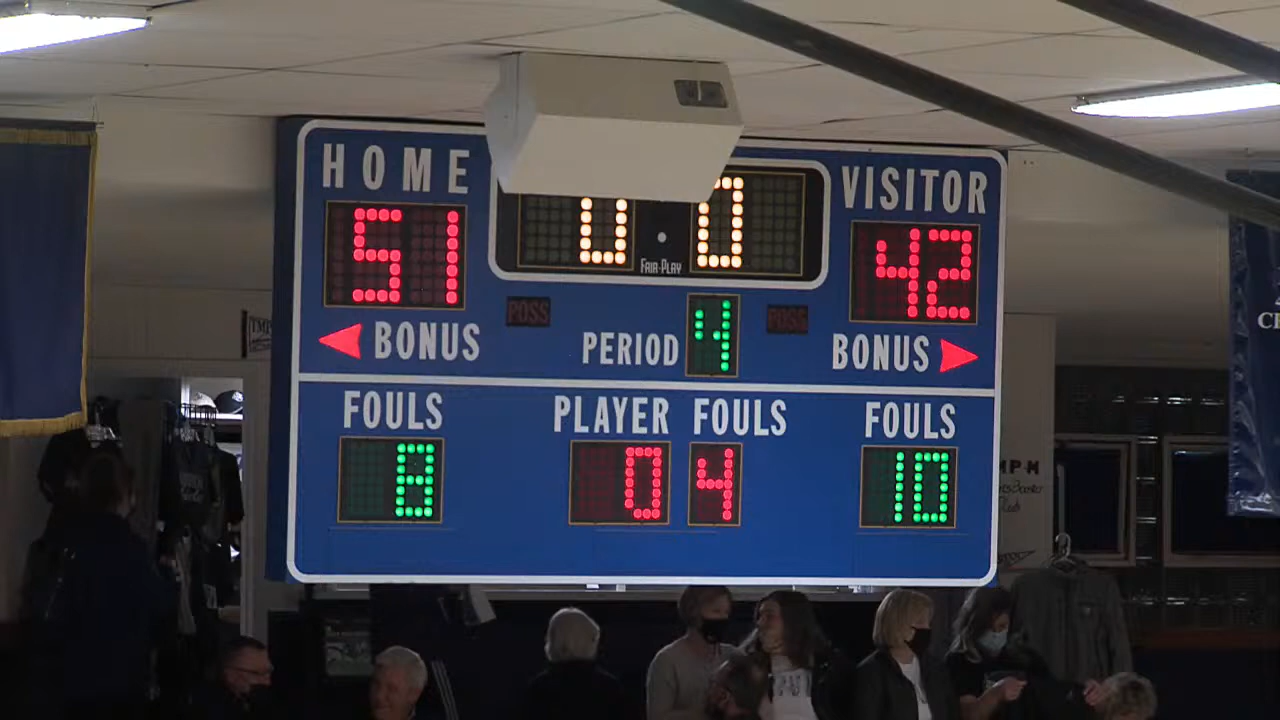 HOME
VISITOR
51
0 0
42
FAIR-PLAY
POSS
POSS
BONUS
PERIOD 4
BONUS
FOULS
PLAYER FOULS
FOULS
8
0 4
10